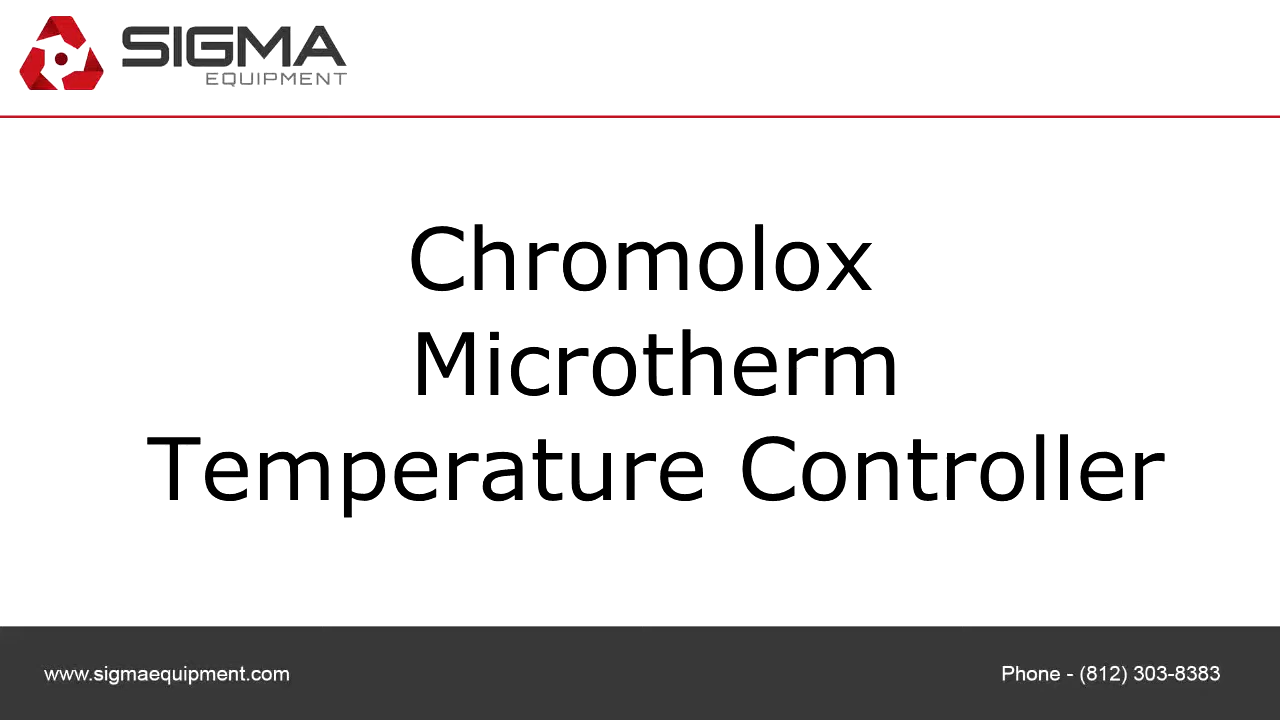 SIGMA
EQUIPMENT
Chromolox
Microtherm
Temperature Controller
www.sigmaequipment.com
Phone - (812) 303-8383